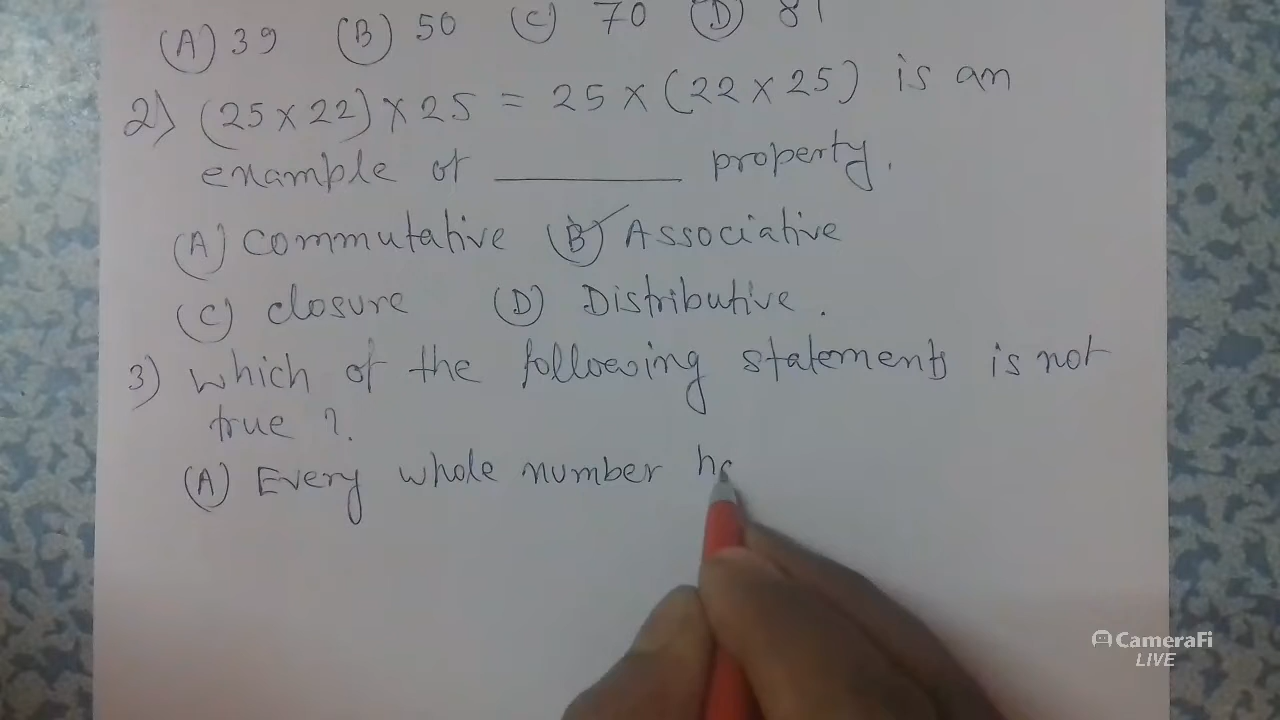 (A) 39 (B) 50 (C) 70 (D) 81
2) (25 × 22) × 25 = 25 × (22 × 25) is an
example of ________ property.
(A) Commutative (B) Associative
(C) closure (D) Distributive.
3) Which of the following statements is not
true ?.
(A) Every whole number
CameraFi
LIVE